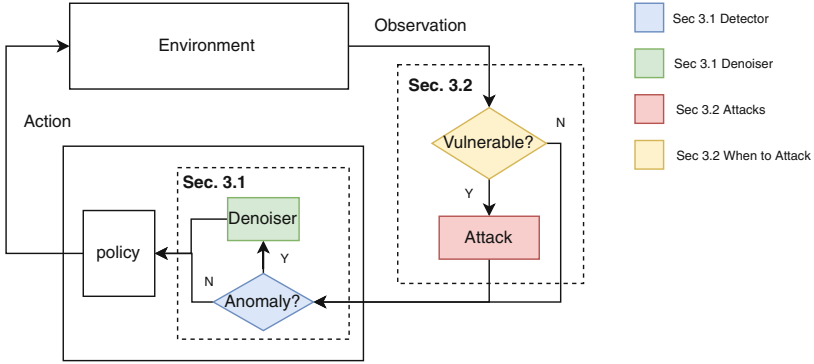 Environment
Observation
Action
Sec. 3.2
Vulnerable?
N
Y
Attack
Sec. 3.1
Denoiser
policy
Y
N
Anomaly?
Sec 3.1 Detector
Sec 3.1 Denoiser
Sec 3.2 Attacks
Sec 3.2 When to Attack